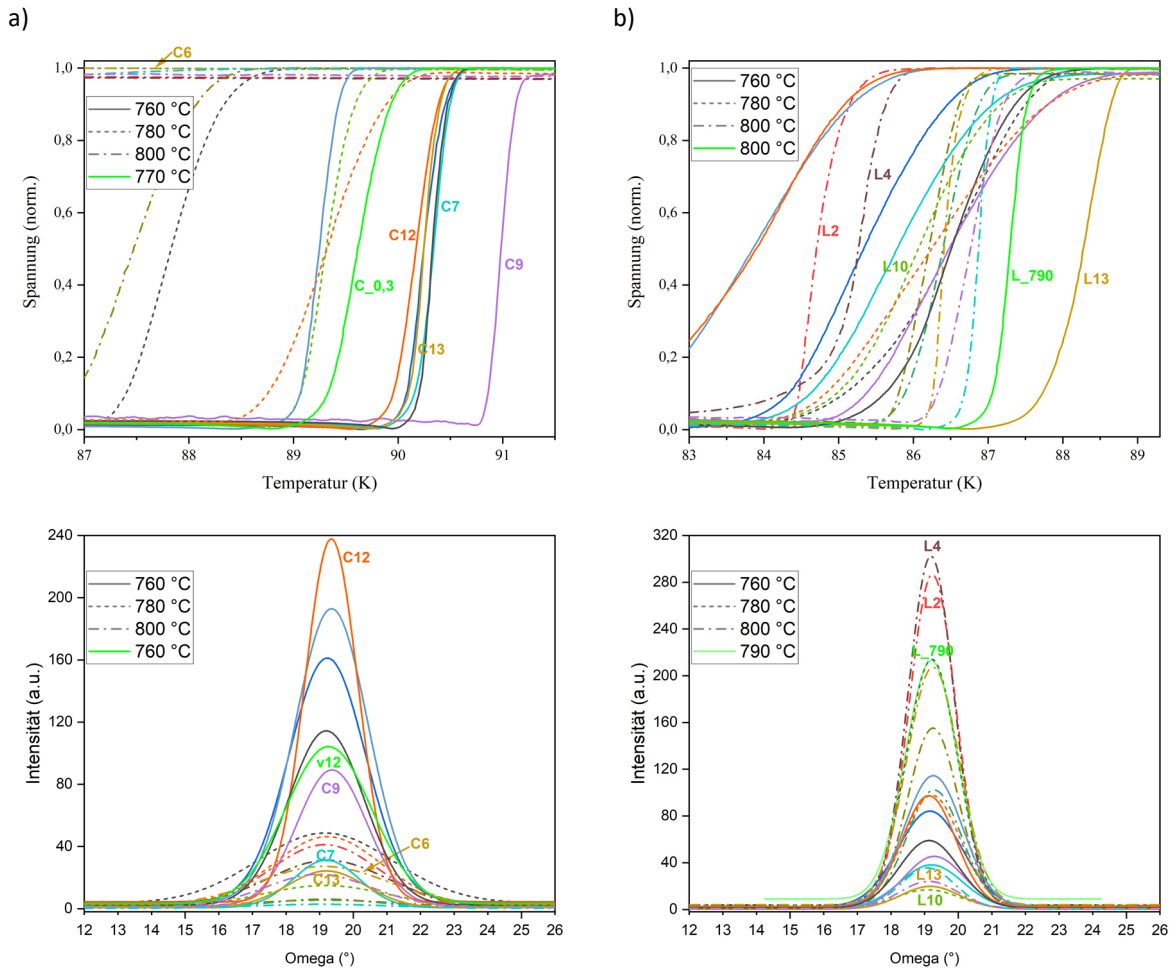 a)
C6
1,0
0,8
0,6
0,4
0,2
0,0
Spannung (norm.)
760 °C
780 °C
800 °C
770 °C
C12
C7
C9
C_0,3
C13
87
88
89
90
91
Temperatur (K)
b)
1,0
0,8
0,6
0,4
0,2
0,0
Spannung (norm.)
760 °C
780 °C
800 °C
800 °C
L4
L2
L10
L_790
L13
83
84
85
86
87
88
89
Temperatur (K)
240
200
160
120
80
40
0
Intensität (a.u.)
760 °C
780 °C
800 °C
760 °C
C12
v12
C9
C6
C7
C13
12
13
14
15
16
17
18
19
20
21
22
23
24
25
26
Omega (°)
320
280
240
200
160
120
80
40
0
Intensität (a.u.)
760 °C
780 °C
800 °C
790 °C
L4
L2
L_790
L13
L10
12
13
14
15
16
17
18
19
20
21
22
23
24
25
26
Omega (°)